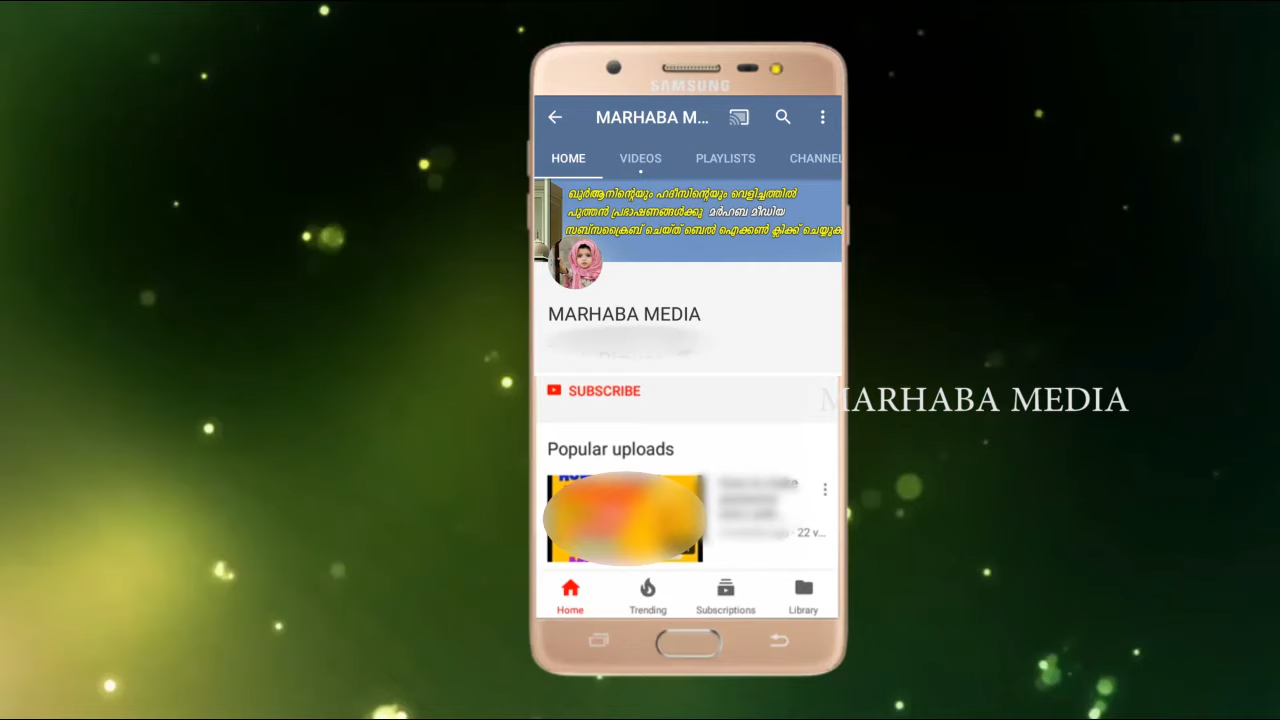 SAMSUNG
MARHABA M...
HOME VIDEOS PLAYLISTS CHANNEL
ഖുർആനിന്റെയും ഹദീസിന്റെയും വെളിച്ചത്തിൽ
പുത്തൻ പ്രഭാഷണങ്ങൾക്കു മർഹബ മീഡിയ
സബ്സക്രൈബ് ചെയ്ത് ബെൽ ഐക്കൺ ക്ലിക്ക് ചെയ്യുക
MARHABA MEDIA
SUBSCRIBE
MARHABA MEDIA
Popular uploads
22 v...
Home Trending Subscriptions Library